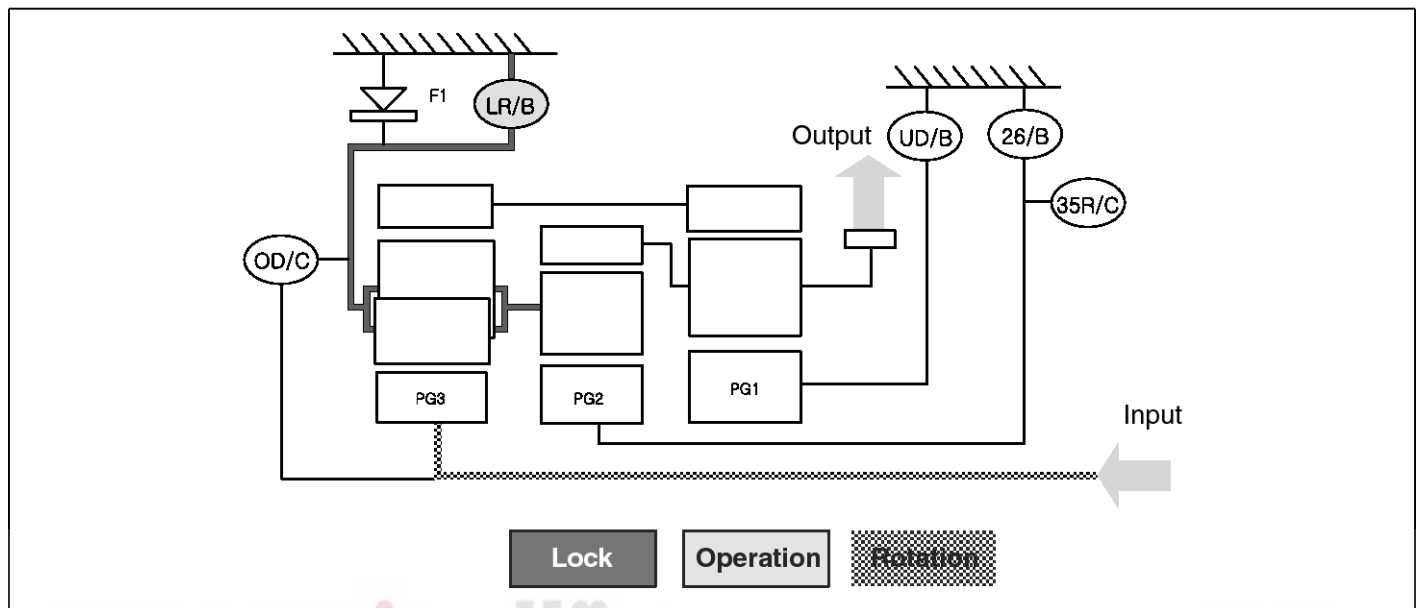 F1
LR/B
Output
UD/B
26/B
35R/C
OD/C
PG3
PG2
PG1
Input
Lock
Operation
Rotation